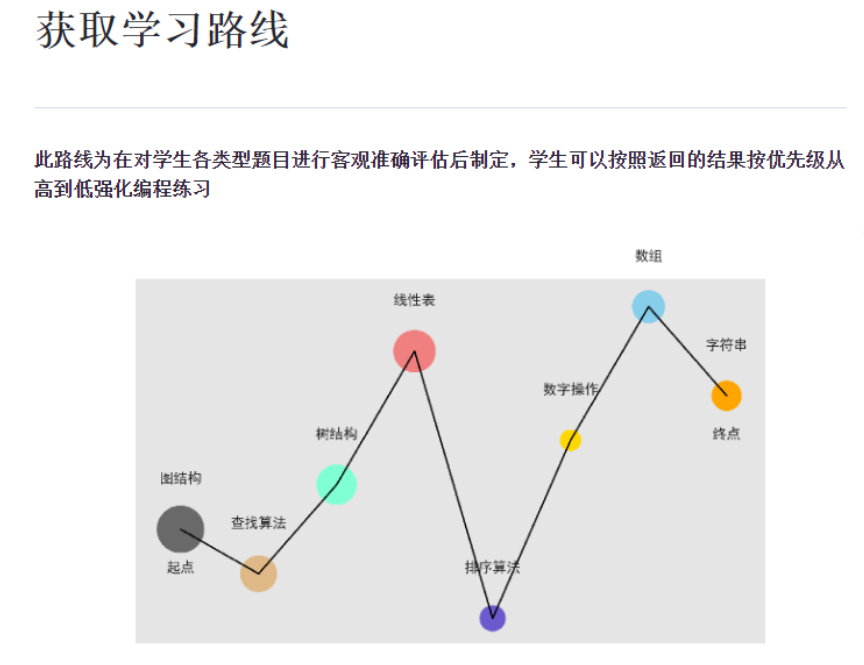 获取学习路线
此路线为在对学生各类型题目进行客观准确评估后制定，学生可以按照返回的结果按优先级从
高到低强化编程练习
数组
线性表
字符串
数字操作
树结构
终点
图结构
查找算法
起点
排序算法